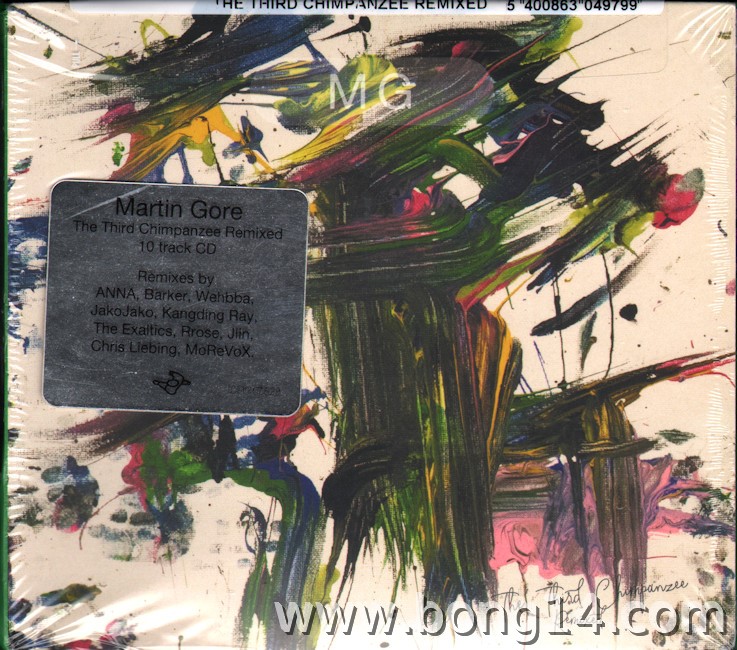 THE THIRD CHIMPANZEE REMIXED 5 "400863"049799"
MG
Martin Gore
The Third Chimpanzee Remixed
10 track CD
Remixes by
ANNA, Barker, Wehbba,
JakoJako, Kangding Ray,
The Exaltics, Rrose, Jlin,
Chris Liebing, MoReVoX,
The Third Chimpanzee
www.bong14.com